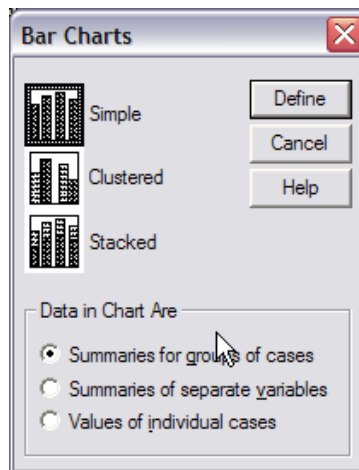 Bar Charts
Simple
Define
Cancel
Clustered
Help
Stacked
Data in Chart Are
Summaries for groups of cases
Summaries of separate variables
Values of individual cases